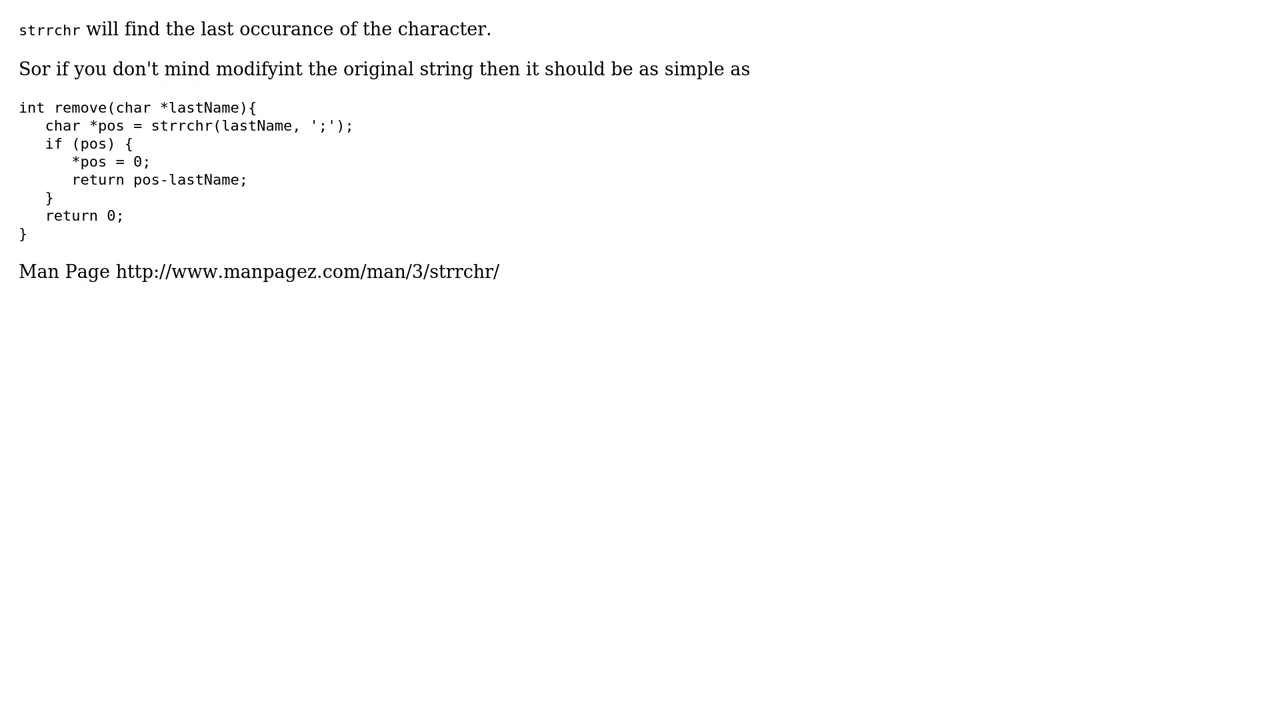 strrchr will find the last occurance of the character.
Sor if you don't mind modifyint the original string then it should be as simple as
int remove(char *lastName){
   char *pos = strrchr(lastName, ';');
   if (pos) {
      *pos = 0;
      return pos-lastName;
   }
   return 0;
}
Man Page http://www.manpagez.com/man/3/strrchr/